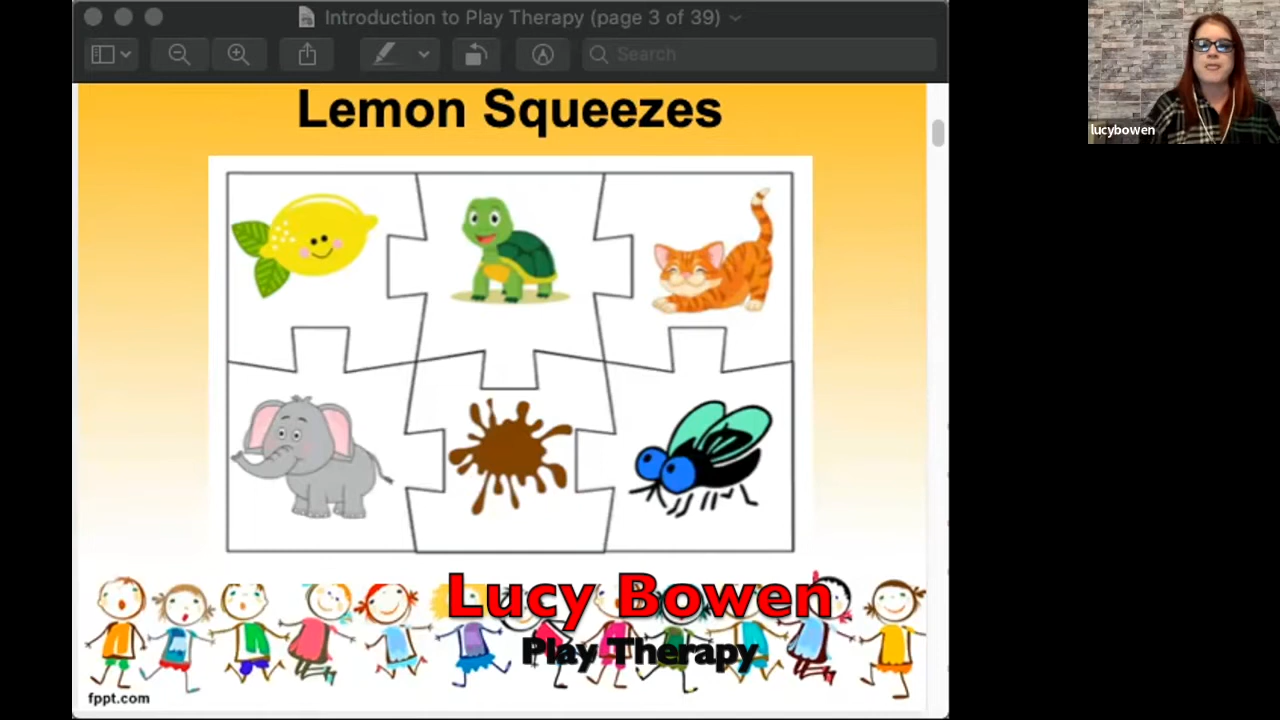 Introduction to Play Therapy (page 3 of 39)
Search
lucybowen
Lemon Squeezes
Lucy Bowen
Play Therapy
fppt.com